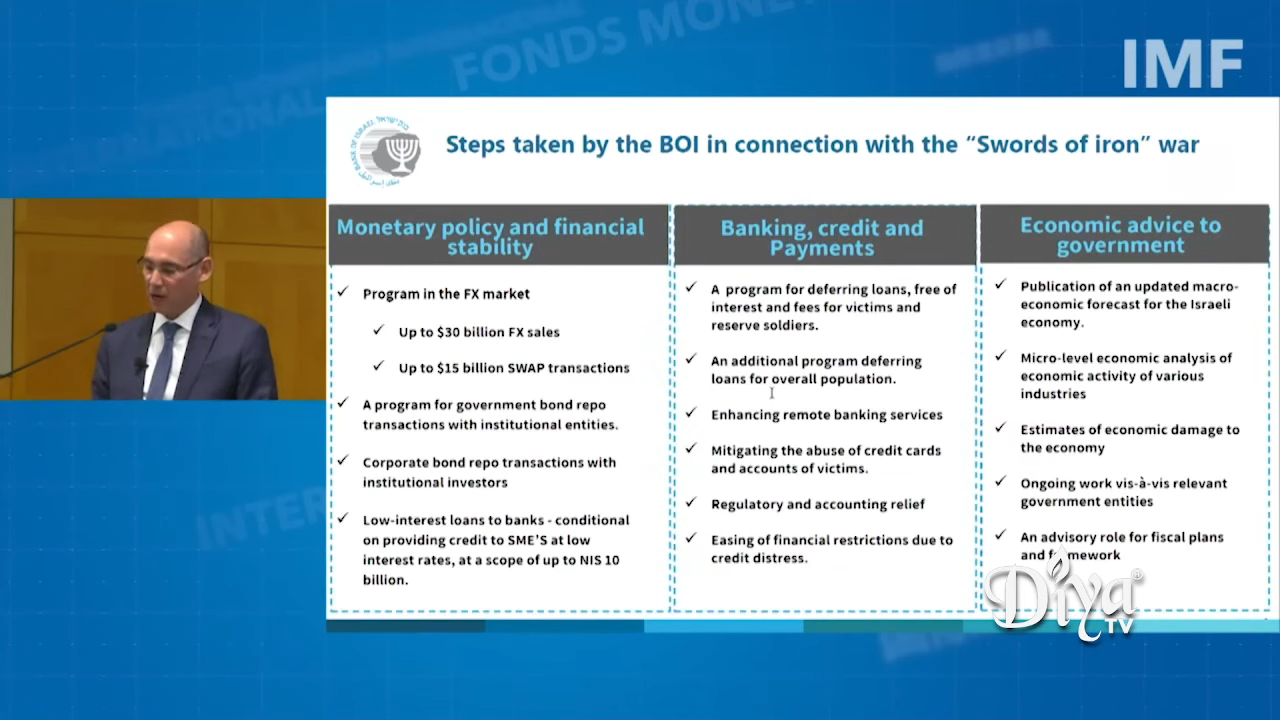 FONDS MONE
IMF
INTERNATIONAL
BANK OF ISRAEL
בנק ישראל
Steps taken by the BOI in connection with the “Swords of iron” war
Monetary policy and financial
stability
✓ Program in the FX market
✓ Up to $30 billion FX sales
✓ Up to $15 billion SWAP transactions
✓ A program for government bond repo
transactions with institutional entities.
✓ Corporate bond repo transactions with
institutional investors
✓ Low-interest loans to banks - conditional
on providing credit to SME'S at low
interest rates, at a scope of up to NIS 10
billion.
Banking, credit and
Payments
✓ A program for deferring loans, free of
interest and fees for victims and
reserve soldiers.
✓ An additional program deferring
loans for overall population.
✓ Enhancing remote banking services
✓ Mitigating the abuse of credit cards
and accounts of victims.
✓ Regulatory and accounting relief
✓ Easing of financial restrictions due to
credit distress.
Economic advice to
government
✓ Publication of an updated macro-
economic forecast for the Israeli
economy.
✓ Micro-level economic analysis of
economic activity of various
industries
✓ Estimates of economic damage to
the economy
✓ Ongoing work vis-à-vis relevant
government entities
✓ An advisory role for fiscal plans
and
INTER
Diya®
TV